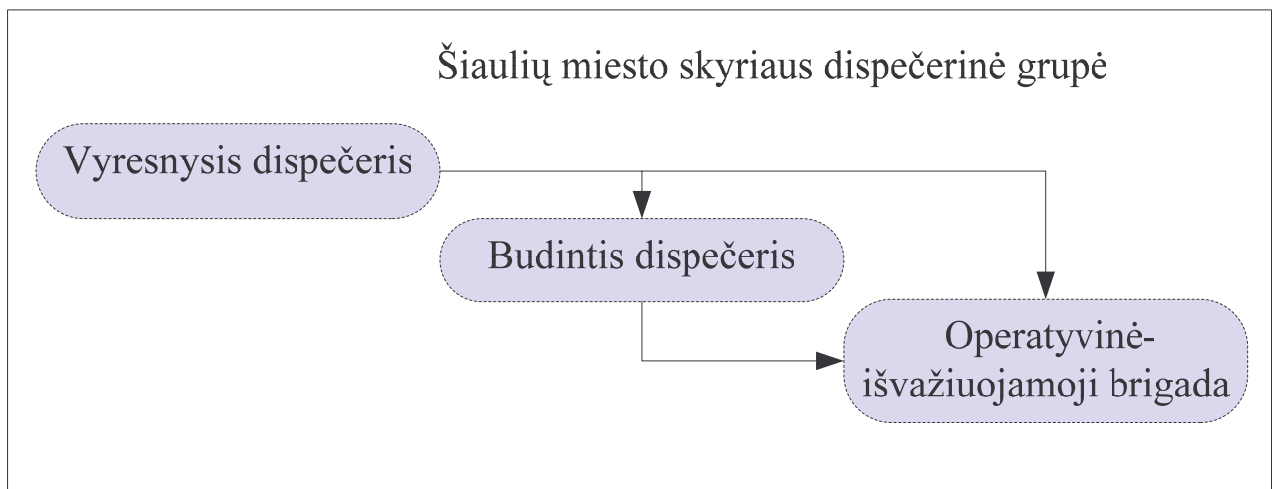 Šiaulių miesto skyriaus dispečerinė grupė
Vyresnysis dispečeris
Budintis dispečeris
Operatyvinė-
išvažiuojamoji brigada